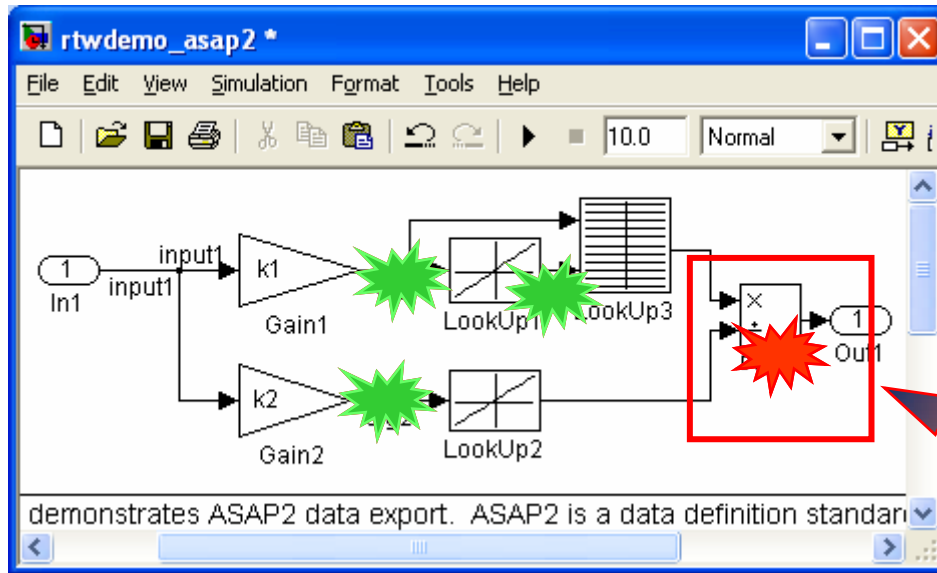 rtwdemo_asap2 *
File Edit View Simulation Format Tools Help
10.0 Normal
input1
k1
1
In1
input1
Gain1
LookUp1
LookUp3
×
÷
1
Out1
k2
Gain2
LookUp2
demonstrates ASAP2 data export. ASAP2 is a data definition standard